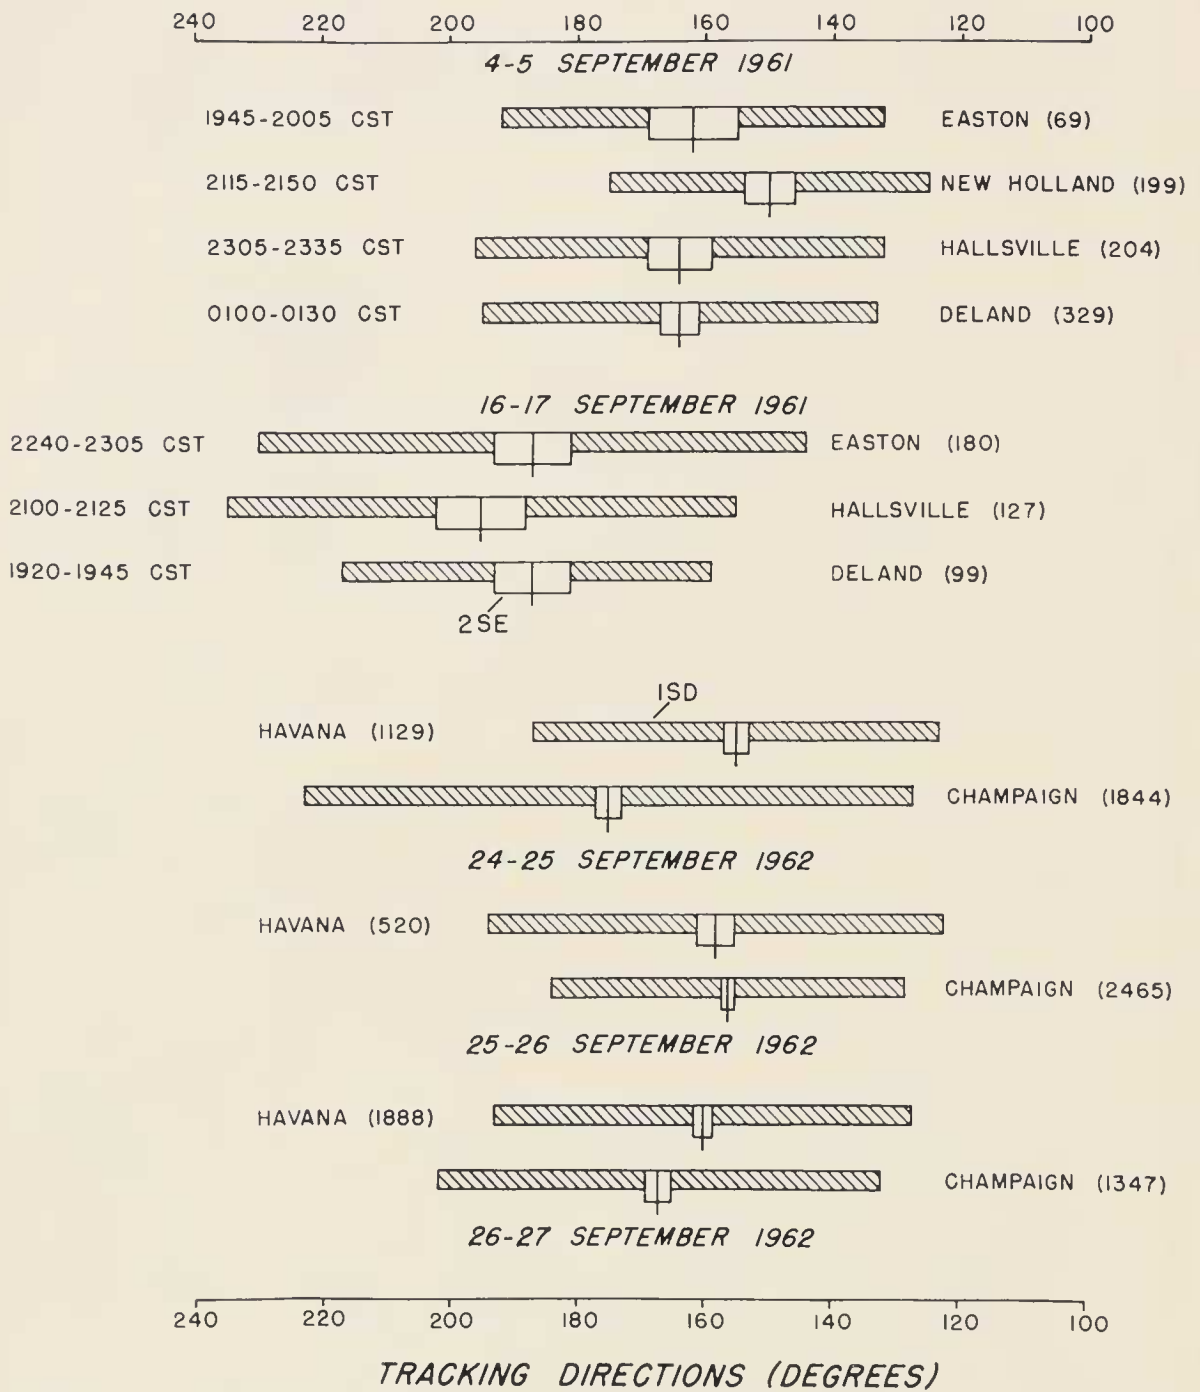 240 220 200 180 160 140 120 100
4-5 SEPTEMBER 1961
1945-2005 CST EASTON (69)
2115-2150 CST NEW HOLLAND (199)
2305-2335 CST HALLSVILLE (204)
0100-0130 CST DELAND (329)
16-17 SEPTEMBER 1961
2240-2305 CST EASTON (180)
2100-2125 CST HALLSVILLE (127)
1920-1945 CST DELAND (99)
2SE
1SD
HAVANA (1129)
CHAMPAIGN (1844)
24-25 SEPTEMBER 1962
HAVANA (520)
CHAMPAIGN (2465)
25-26 SEPTEMBER 1962
HAVANA (1888)
CHAMPAIGN (1347)
26-27 SEPTEMBER 1962
240 220 200 180 160 140 120 100
TRACKING DIRECTIONS (DEGREES)